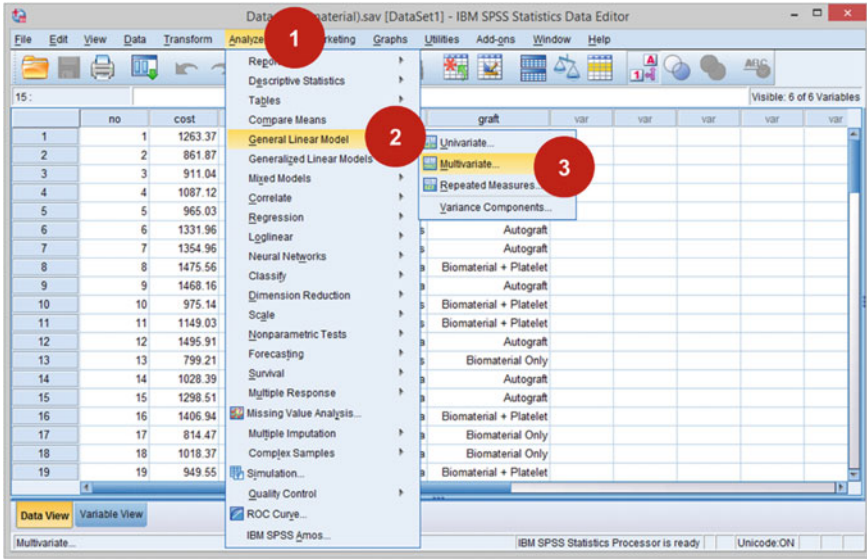 Data aterial).sav [DataSet1] - IBM SPSS Statistics Data Editor
File Edit View Data Transform Analyze 1 rketing Graphs Utilities Add-ons Window Help
15 : Visible: 6 of 6 Variables
no cost graft var var var var
Repor
Descriptive Statistics
Tables
Compare Means
General Linear Model 2
Generalized Linear Models
Mixed Models
Correlate
Regression
Loglinear
Neural Networks
Classify
Dimension Reduction
Scale
Nonparametric Tests
Forecasting
Survival
Multiple Response
Missing Value Analysis...
Multiple Imputation
Complex Samples
Simulation...
Quality Control
ROC Curve...
IBM SPSS Amos...
Univariate...
Multivariate... 3
Repeated Measures...
Variance Components...
1 1 1263.37
2 2 861.87
3 3 911.04
4 4 1087.12
5 5 965.03
6 6 1331.96 s Autograft
7 7 1354.96 s Autograft
8 8 1475.56 a Biomaterial + Platelet
9 9 1468.16 a Autograft
10 10 975.14 s Biomaterial + Platelet
11 11 1149.03 s Biomaterial + Platelet
12 12 1495.91 a Autograft
13 13 799.21 s Biomaterial Only
14 14 1028.39 a Autograft
15 15 1298.51 a Autograft
16 16 1406.94 a Biomaterial + Platelet
17 17 814.47 a Biomaterial Only
18 18 1018.37 a Biomaterial Only
19 19 949.55 a Biomaterial + Platelet
Data View Variable View
Multivariate... IBM SPSS Statistics Processor is ready Unicode:ON